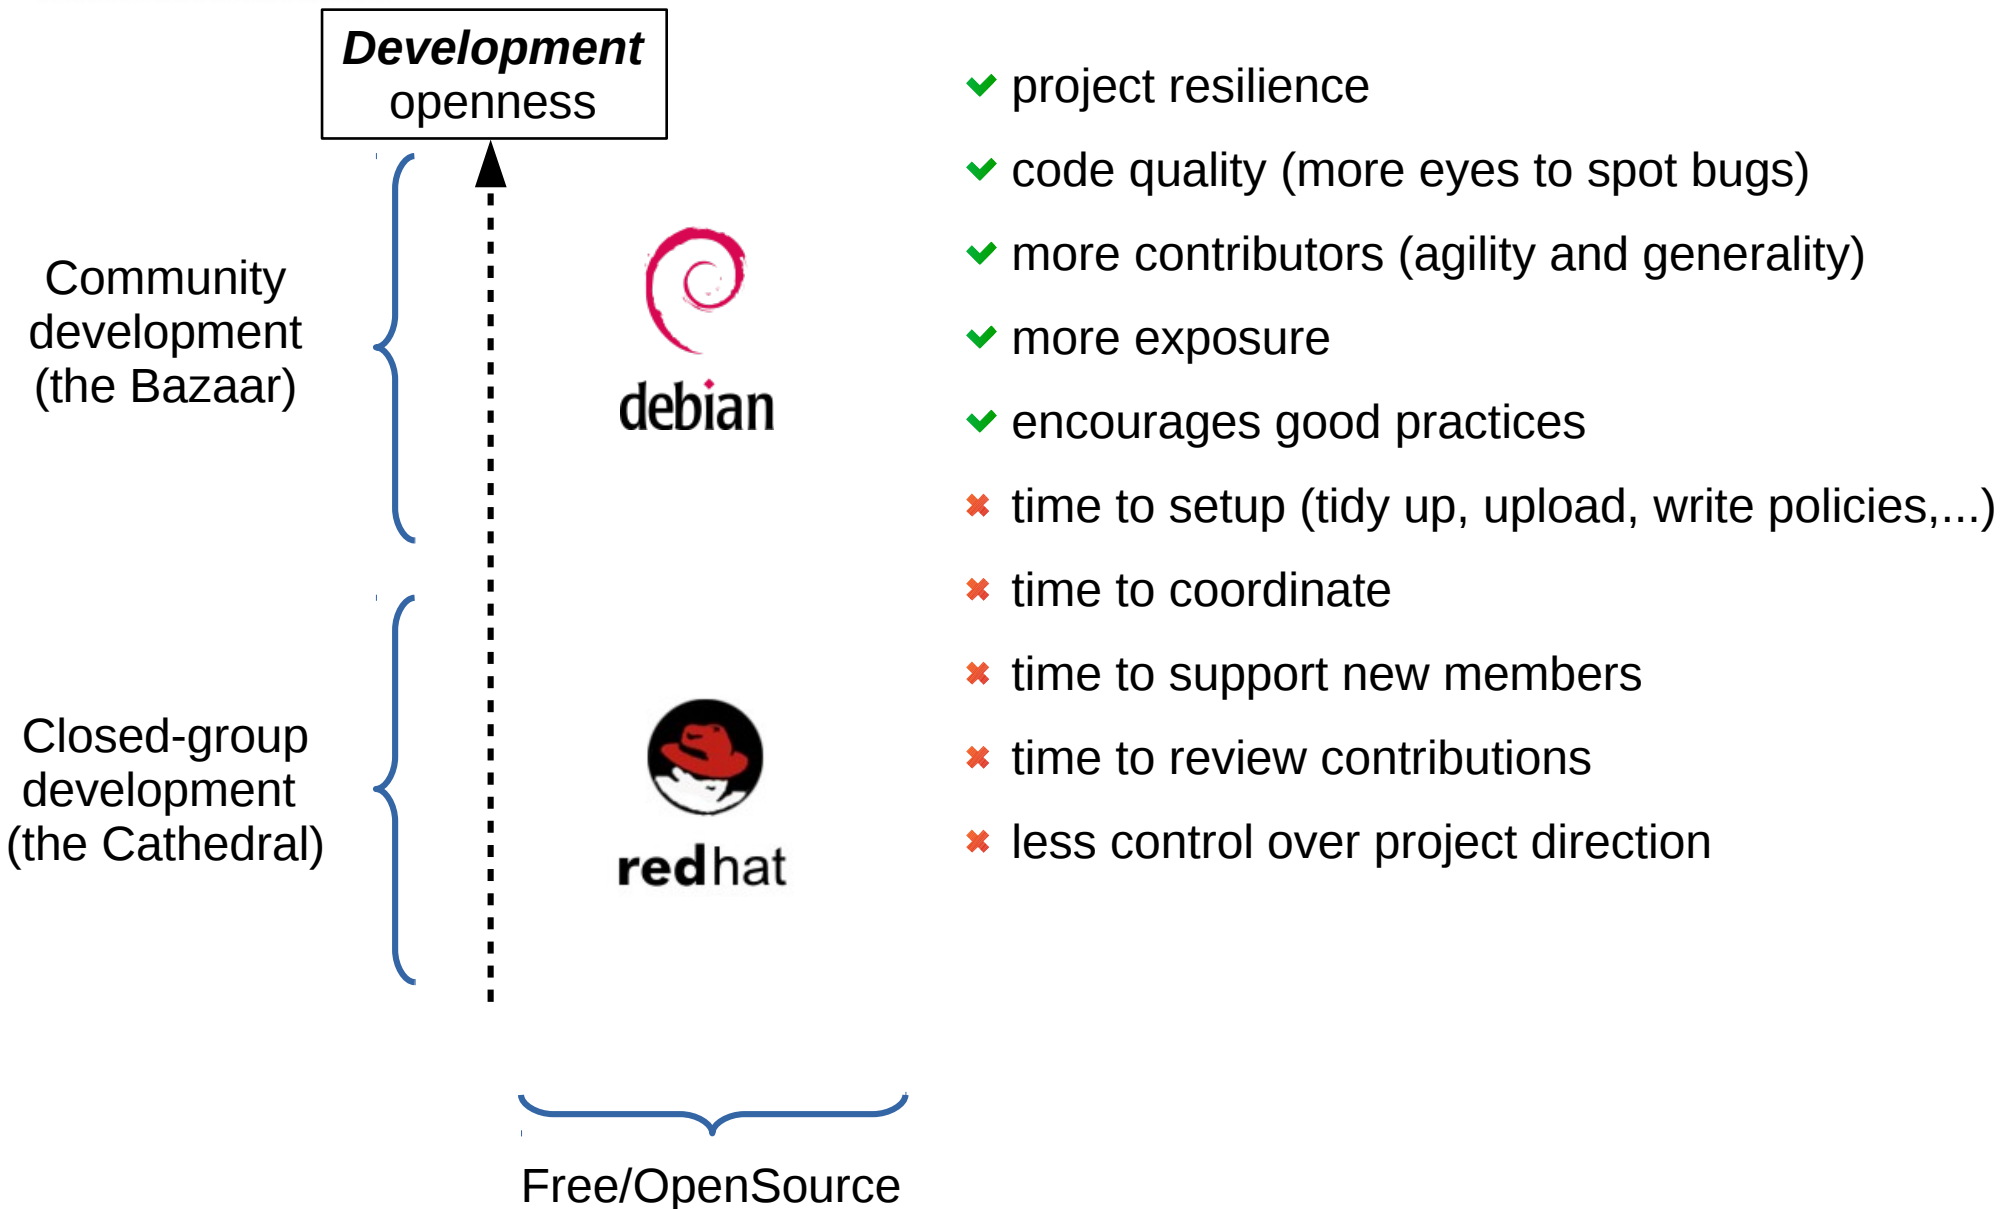 Development
openness
Community
development
(the Bazaar)
debian
Closed-group
development
(the Cathedral)
redhat
Free/OpenSource
project resilience
code quality (more eyes to spot bugs)
more contributors (agility and generality)
more exposure
encourages good practices
time to setup (tidy up, upload, write policies,...)
time to coordinate
time to support new members
time to review contributions
less control over project direction